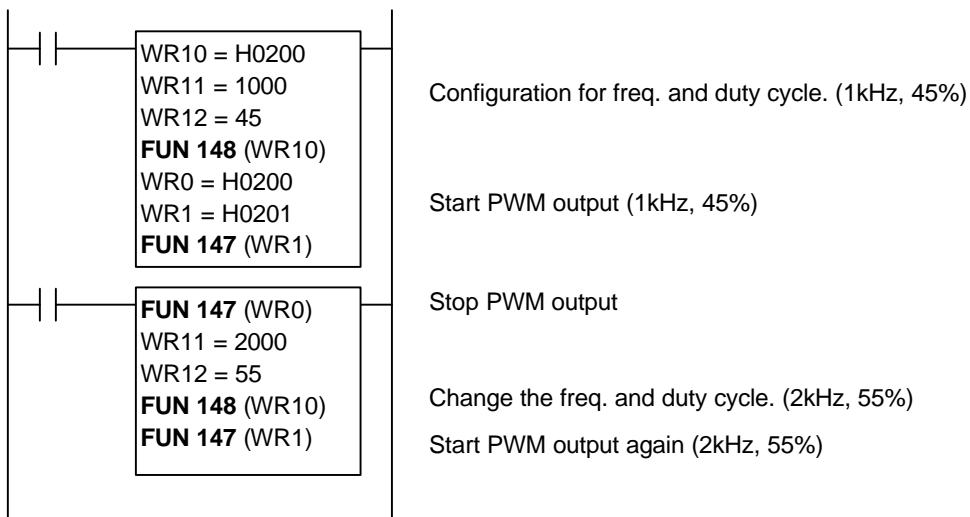 WR10 = H0200
WR11 = 1000
WR12 = 45
FUN 148 (WR10)
WR0 = H0200
WR1 = H0201
FUN 147 (WR1)
Configuration for freq. and duty cycle. (1kHz, 45%)
Start PWM output (1kHz, 45%)
FUN 147 (WR0)
WR11 = 2000
WR12 = 55
FUN 148 (WR10)
FUN 147 (WR1)
Stop PWM output
Change the freq. and duty cycle. (2kHz, 55%)
Start PWM output again (2kHz, 55%)